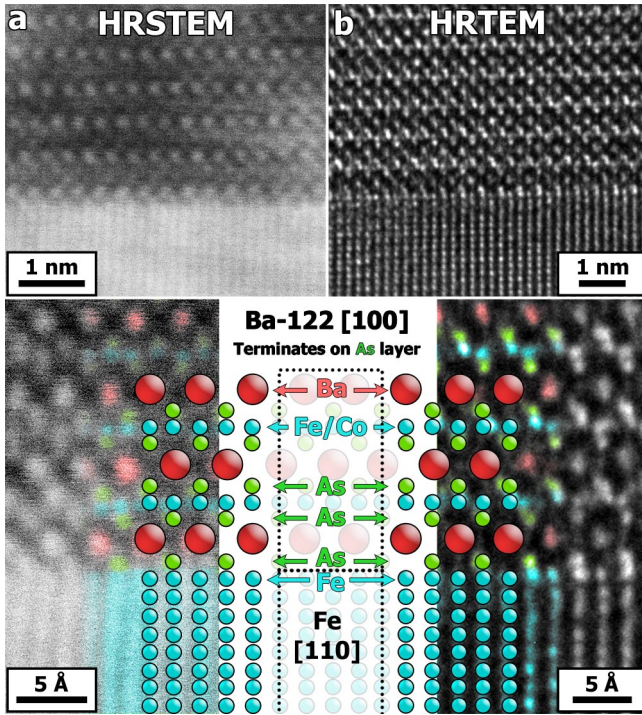 a
HRSTEM
1 nm
b
HRTEM
1 nm
Ba-122 [100]
Terminates on As layer
Ba
Fe/Co
As
As
As
Fe
Fe
[110]
5 Å
5 Å